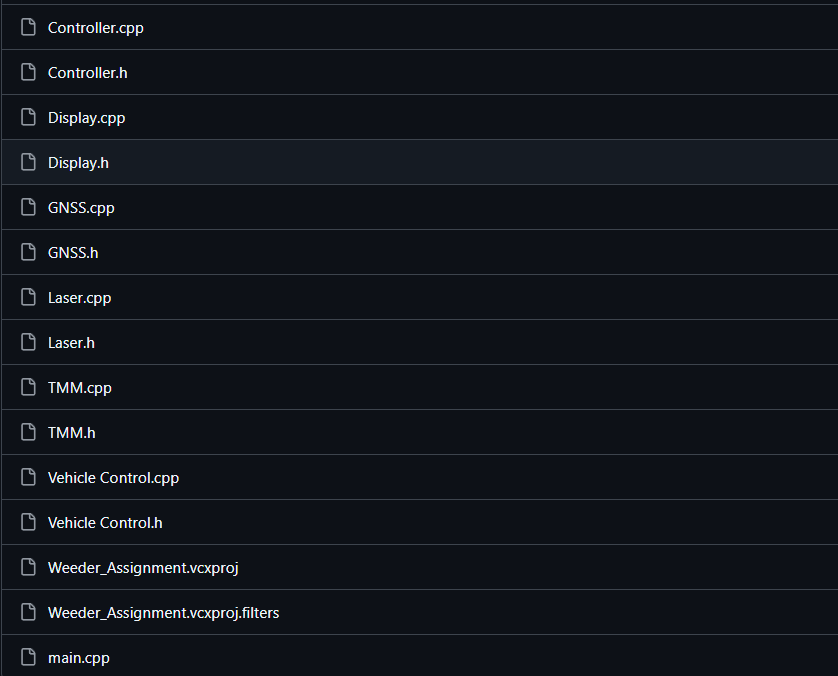 Controller.cpp
Controller.h
Display.cpp
Display.h
GNSS.cpp
GNSS.h
Laser.cpp
Laser.h
TMM.cpp
TMM.h
Vehicle Control.cpp
Vehicle Control.h
Weeder_Assignment.vcxproj
Weeder_Assignment.vcxproj.filters
main.cpp